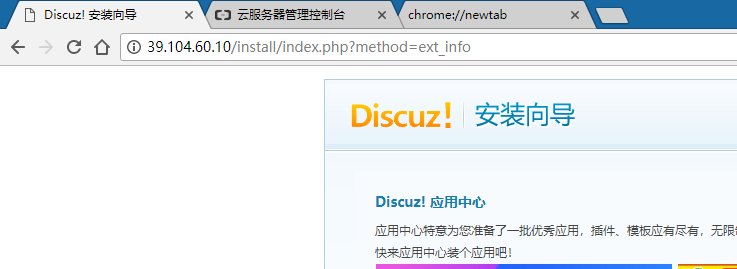 Discuz! 安装向导
云服务器管理控制台
chrome://newtab
39.104.60.10/install/index.php?method=ext_info
Discuz! 安装向导
Discuz! 应用中心
应用中心特意为您准备了一批优秀应用，插件、模板应有尽有，无限
快来应用中心装个应用吧！